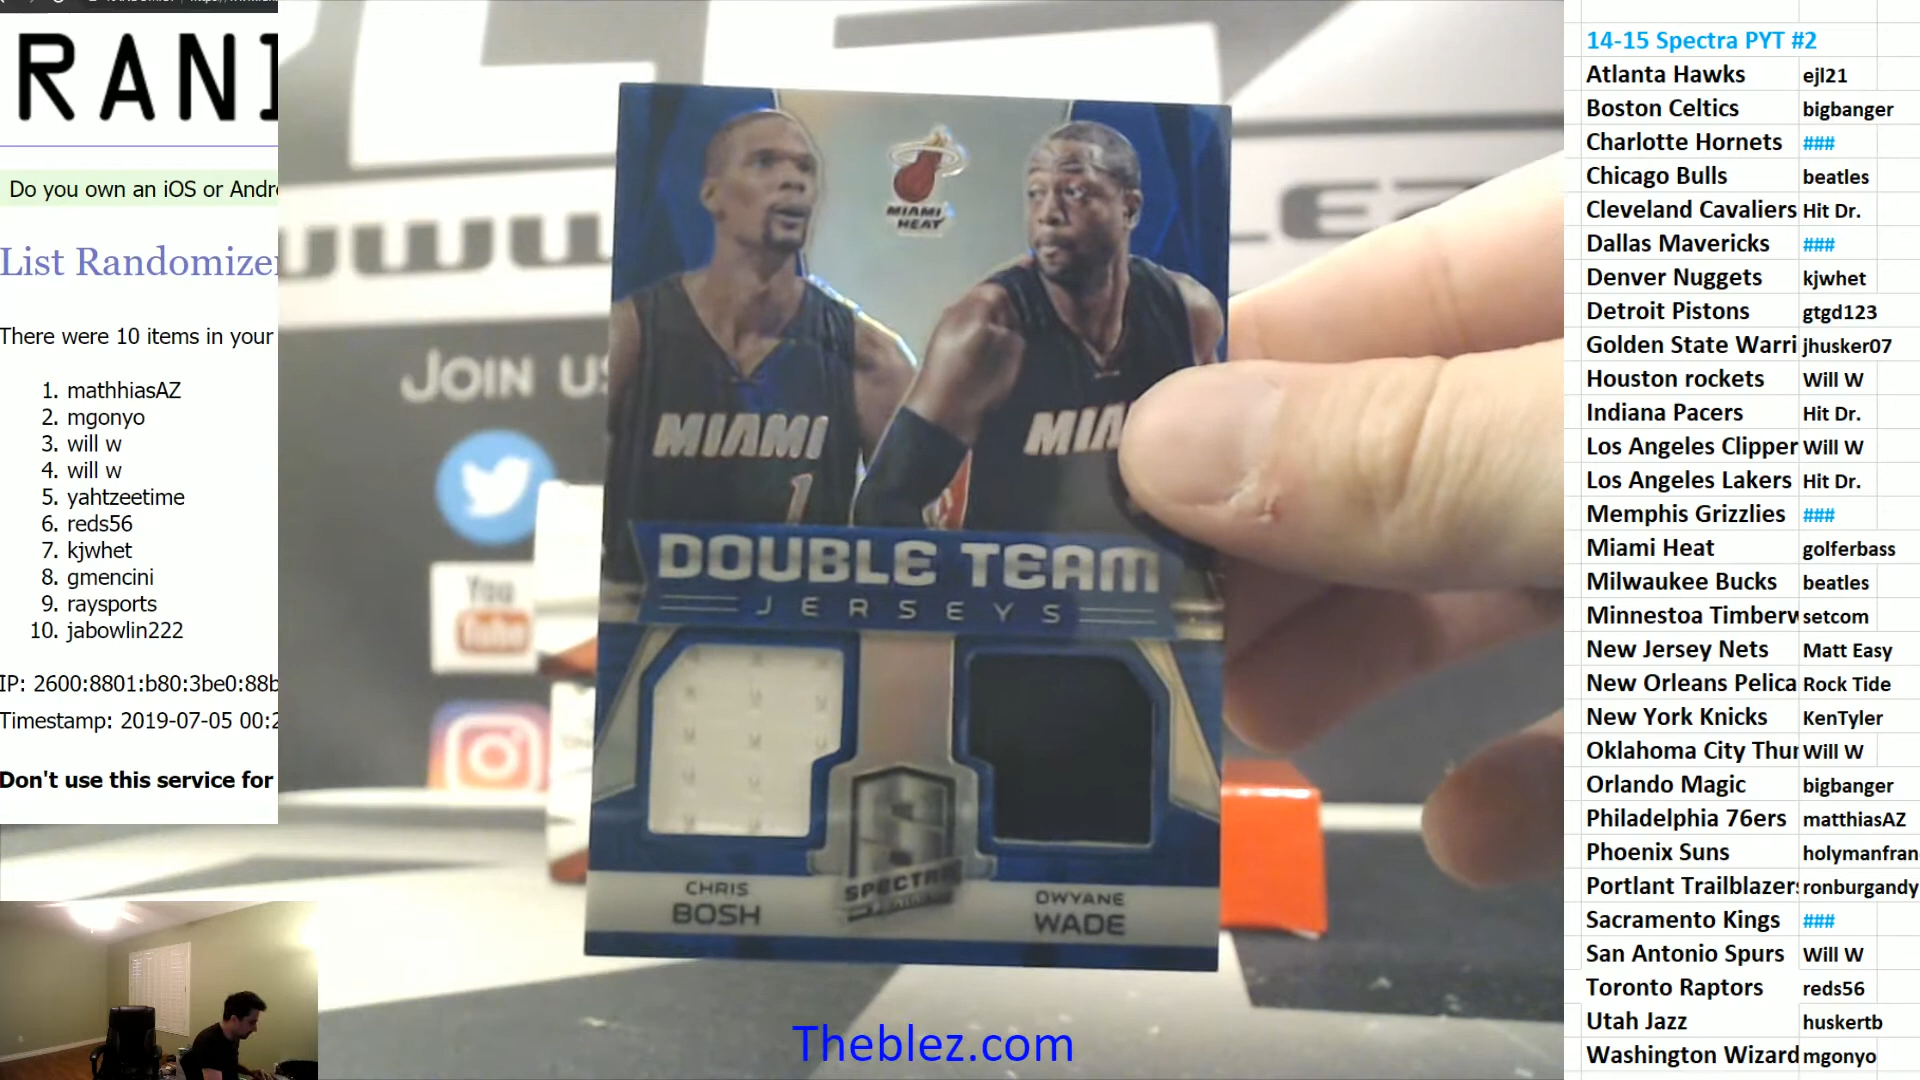 RAN
Do you own an iOS or Andr
List Randomize
There were 10 items in your
1. mathhiasAZ
2. mgonyo
3. will w
4. will w
5. yahtzeetime
6. reds56
7. kjwhet
8. gmencini
9. raysports
10. jabowlin222
IP: 2600:8801:b80:3be0:88b
Timestamp: 2019-07-05 00:2
Don't use this service for
www
JOIN US
You
Tube
MIAMI
HEAT
MIAMI
1
MIA
DOUBLE TEAM
JERSEYS
SPECTRA
CHRIS
BOSH
DWYANE
WADE
Theblez.com
14-15 Spectra PYT #2
Atlanta Hawks ejl21
Boston Celtics bigbanger
Charlotte Hornets ###
Chicago Bulls beatles
Cleveland Cavaliers Hit Dr.
Dallas Mavericks ###
Denver Nuggets kjwhet
Detroit Pistons gtgd123
Golden State Warri jhusker07
Houston rockets Will W
Indiana Pacers Hit Dr.
Los Angeles Clipper Will W
Los Angeles Lakers Hit Dr.
Memphis Grizzlies ###
Miami Heat golferbass
Milwaukee Bucks beatles
Minnestoa Timberw setcom
New Jersey Nets Matt Easy
New Orleans Pelica Rock Tide
New York Knicks KenTyler
Oklahoma City Thu Will W
Orlando Magic bigbanger
Philadelphia 76ers matthiasAZ
Phoenix Suns holymanfran
Portlant Trailblazers ronburgandy
Sacramento Kings ###
San Antonio Spurs Will W
Toronto Raptors reds56
Utah Jazz huskertb
Washington Wizard mgonyo